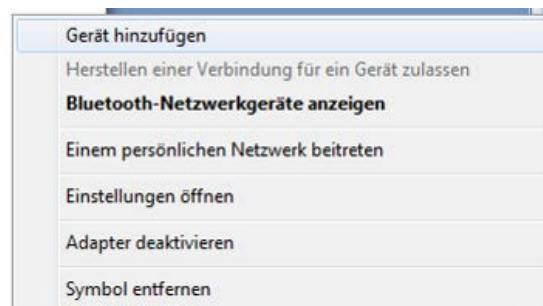 Gerät hinzufügen
Herstellen einer Verbindung für ein Gerät zulassen
Bluetooth-Netzwerkgeräte anzeigen
Einem persönlichen Netzwerk beitreten
Einstellungen öffnen
Adapter deaktivieren
Symbol entfernen